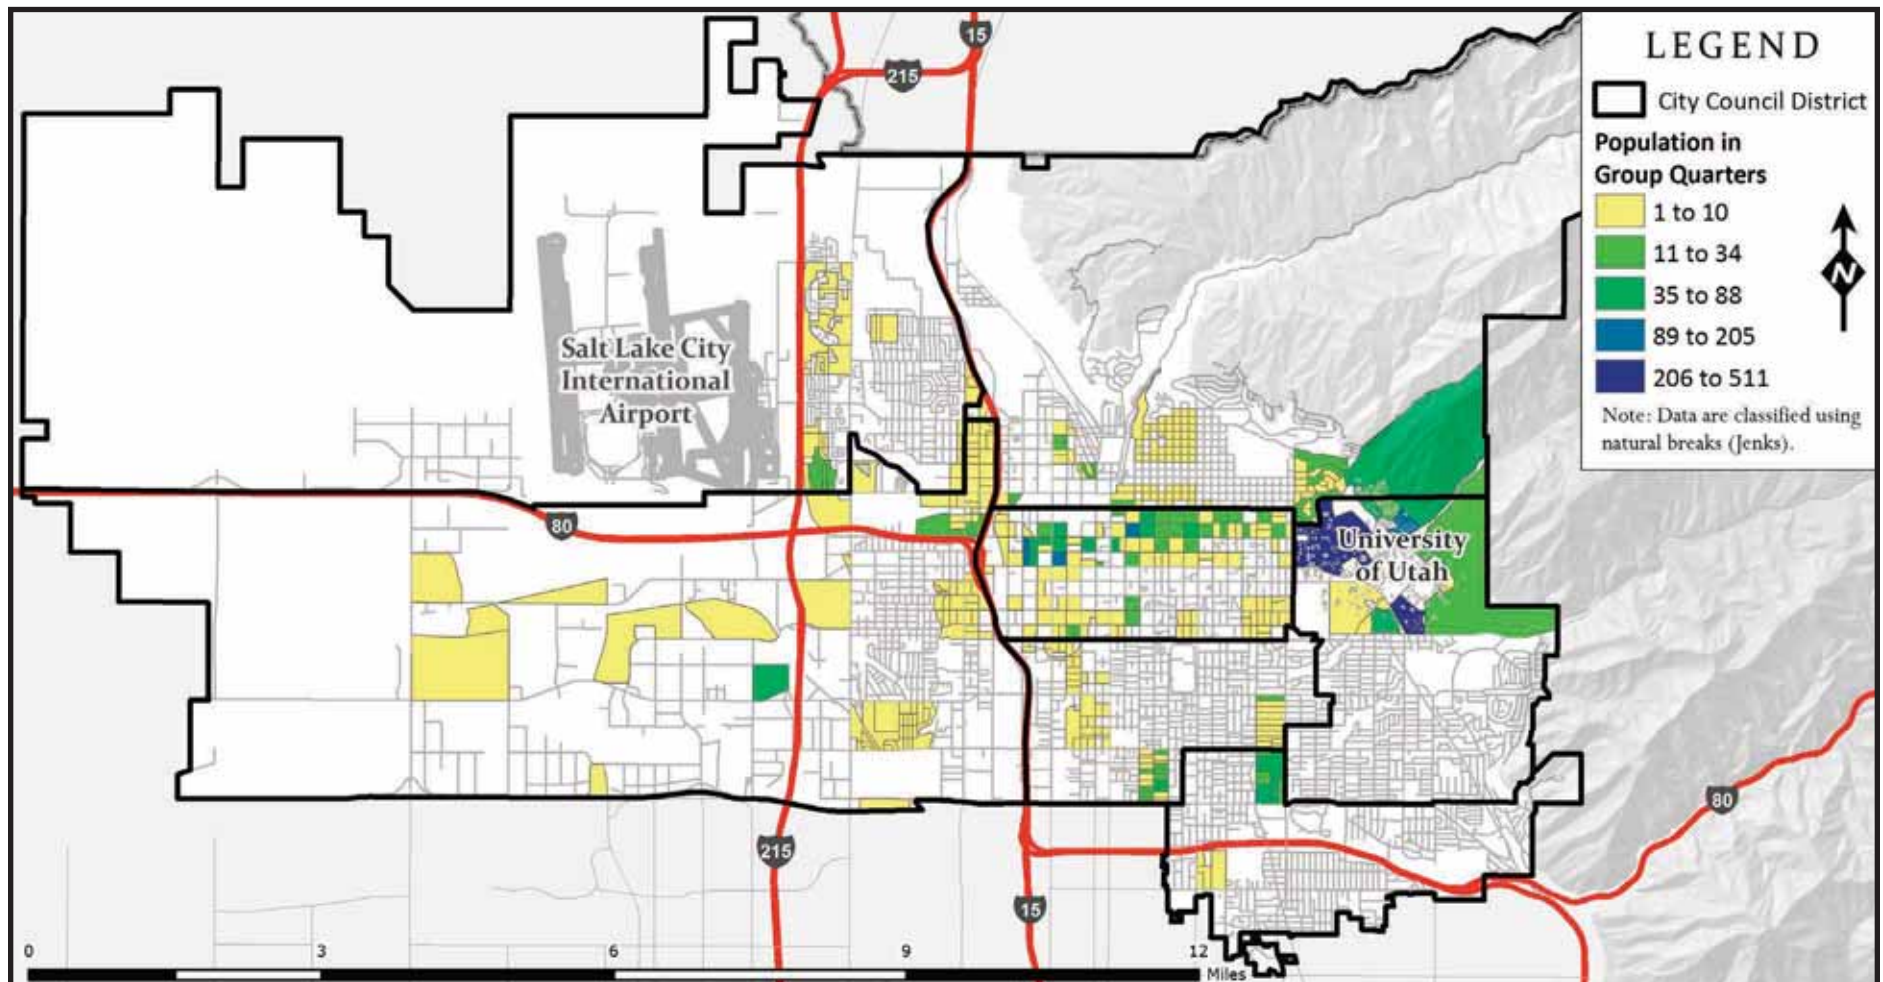 LEGEND
City Council District
Population in
Group Quarters
1 to 10
11 to 34
35 to 88
89 to 205
206 to 511
Note: Data are classified using
natural breaks (Jenks).
N
15
215
Salt Lake City
International
Airport
80
University
of Utah
80
215
15
0 3 6 9 12
Miles